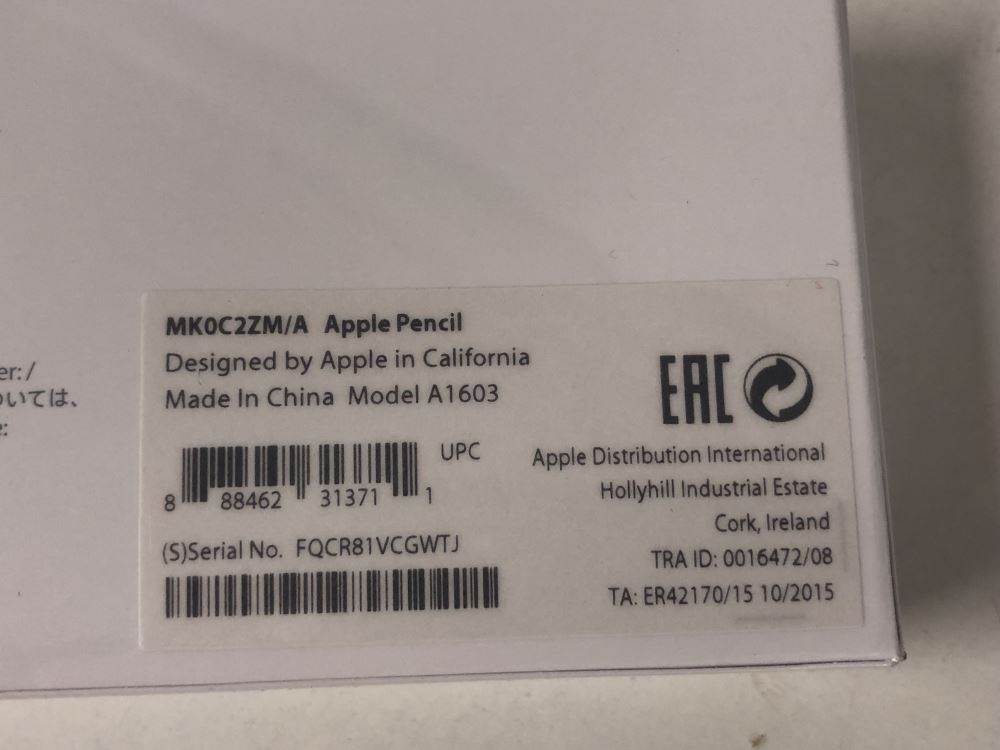 er:/
ついては、
e:
MK0C2ZM/A Apple Pencil
Designed by Apple in California
Made In China Model A1603
UPC
8 88462 31371 1
(S)Serial No. FQCR81VCGWTJ
EAC
Apple Distribution International
Hollyhill Industrial Estate
Cork, Ireland
TRA ID: 0016472/08
TA: ER42170/15 10/2015